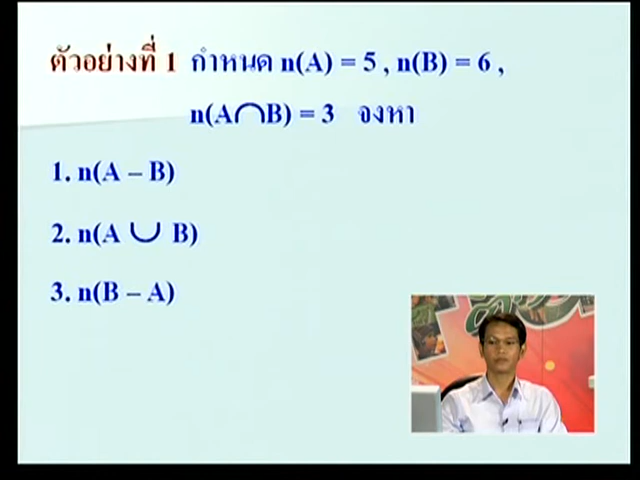 ตัวอย่างที่ 1 กำหนด n(A) = 5 , n(B) = 6 ,
n(A∩B) = 3 จงหา
1. n(A – B)
2. n(A ∪ B)
3. n(B – A)